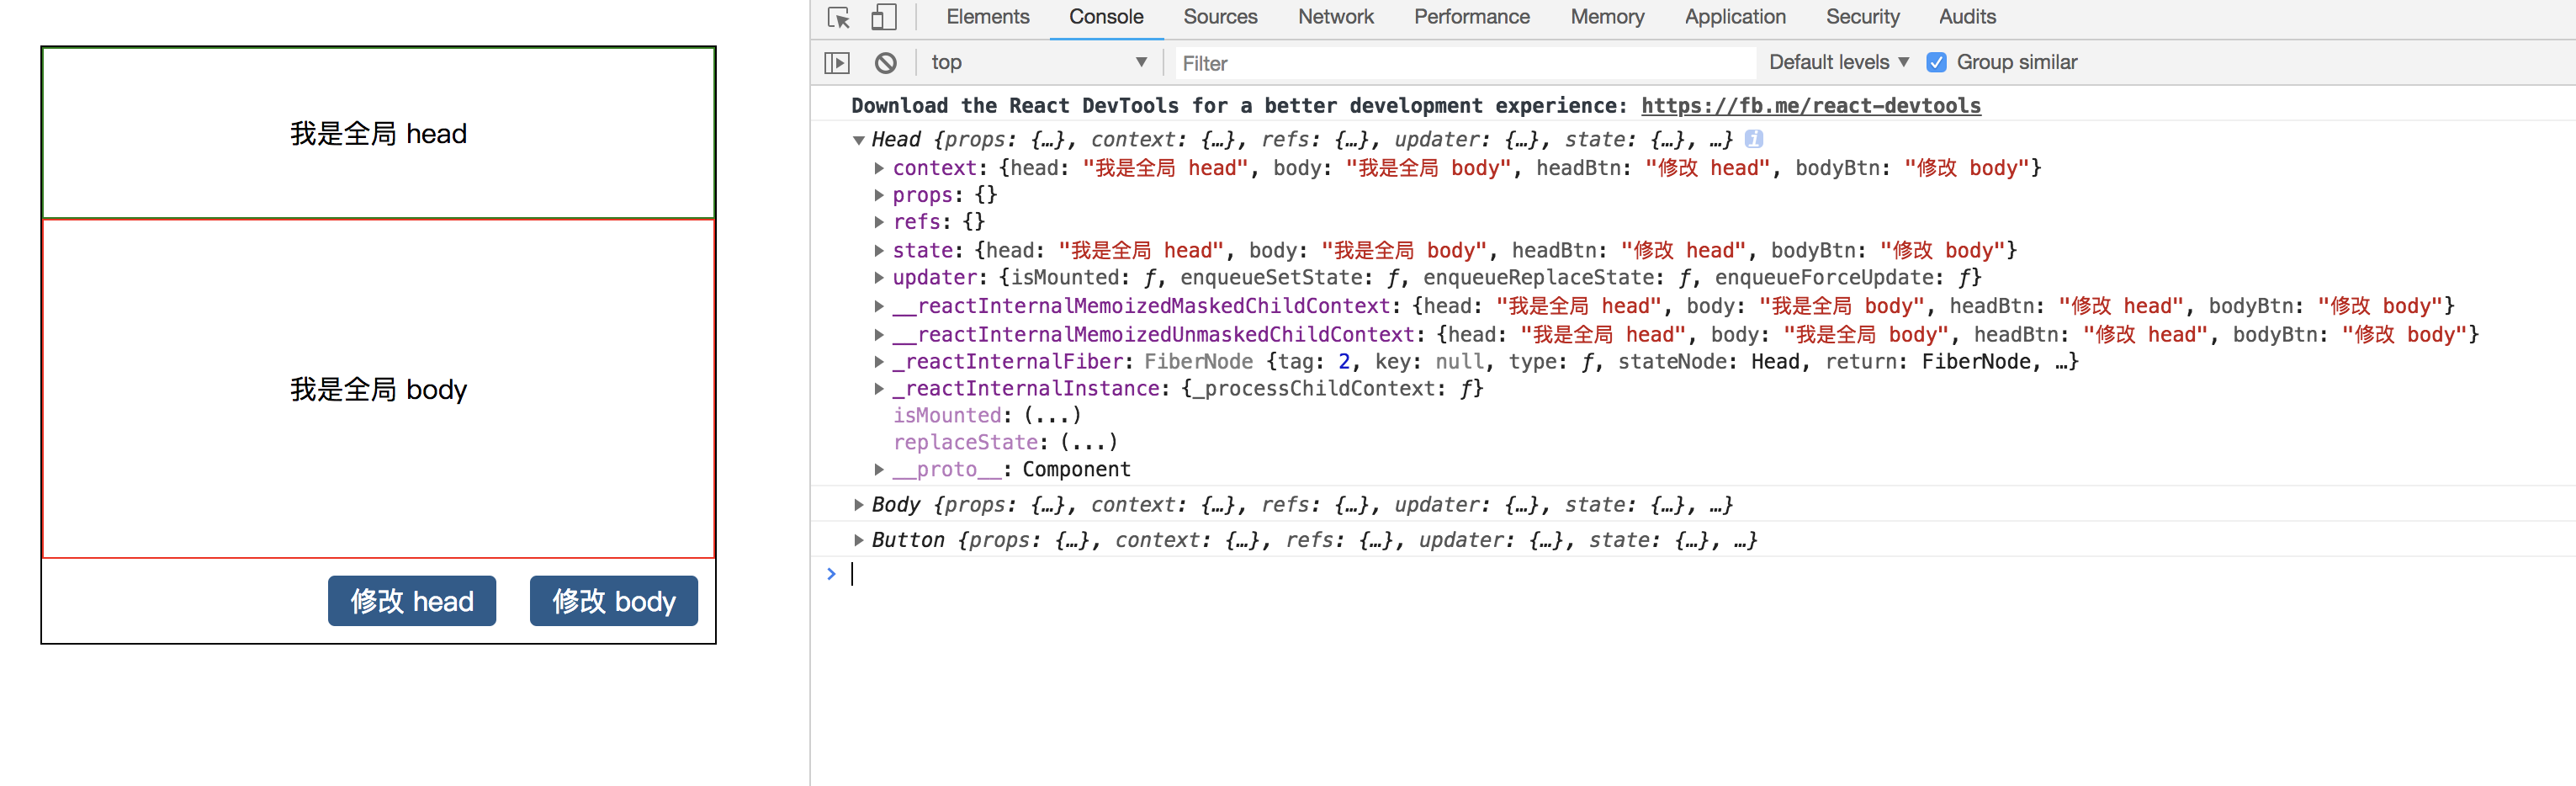 我是全局 head
我是全局 body
修改 head 修改 body
Elements Console Sources Network Performance Memory Application Security Audits
top Filter Default levels Group similar
Download the React DevTools for a better development experience: https://fb.me/react-devtools
Head {props: {…}, context: {…}, refs: {…}, updater: {…}, state: {…}, …}
context: {head: "我是全局 head", body: "我是全局 body", headBtn: "修改 head", bodyBtn: "修改 body"}
props: {}
refs: {}
state: {head: "我是全局 head", body: "我是全局 body", headBtn: "修改 head", bodyBtn: "修改 body"}
updater: {isMounted: ƒ, enqueueSetState: ƒ, enqueueReplaceState: ƒ, enqueueForceUpdate: ƒ}
__reactInternalMemoizedMaskedChildContext: {head: "我是全局 head", body: "我是全局 body", headBtn: "修改 head", bodyBtn: "修改 body"}
__reactInternalMemoizedUnmaskedChildContext: {head: "我是全局 head", body: "我是全局 body", headBtn: "修改 head", bodyBtn: "修改 body"}
_reactInternalFiber: FiberNode {tag: 2, key: null, type: ƒ, stateNode: Head, return: FiberNode, …}
_reactInternalInstance: {_processChildContext: ƒ}
isMounted: (...)
replaceState: (...)
__proto__: Component
Body {props: {…}, context: {…}, refs: {…}, updater: {…}, state: {…}, …}
Button {props: {…}, context: {…}, refs: {…}, updater: {…}, state: {…}, …}